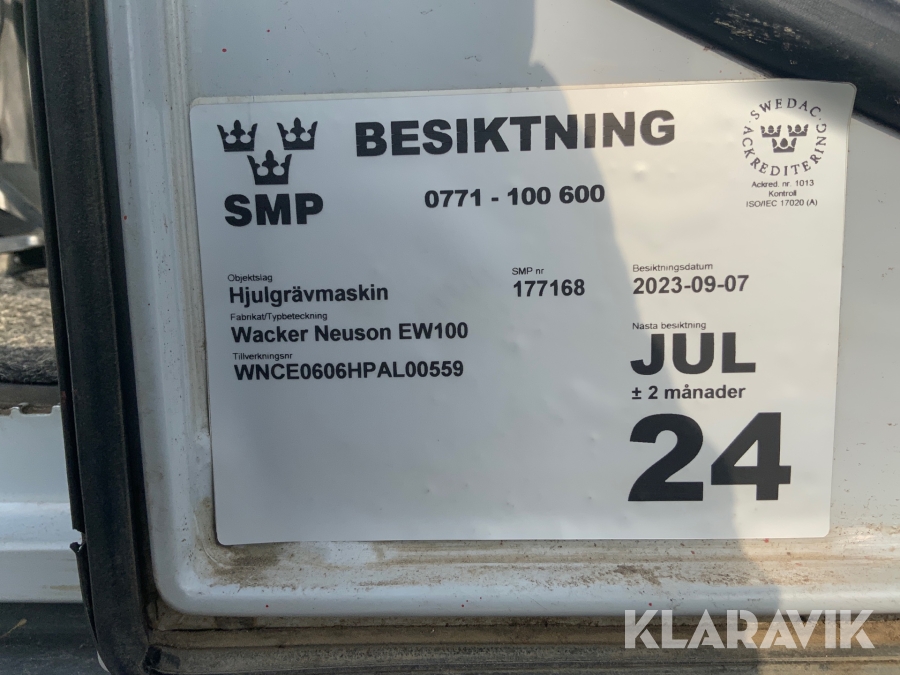 BESIKTNING
SMP
0771 - 100 600
SWEDAC
ACKREDITERING
Ackred. nr. 1013
Kontroll
ISO/IEC 17020 (A)
Objektslag
Hjulgrävmaskin
SMP nr
177168
Besiktningsdatum
2023-09-07
Fabrikat/Typbeteckning
Wacker Neuson EW100
Tillverkningsnr
WNCE0606HPAL00559
Nästa besiktning
JUL
± 2 månader
24
KLARAVIK